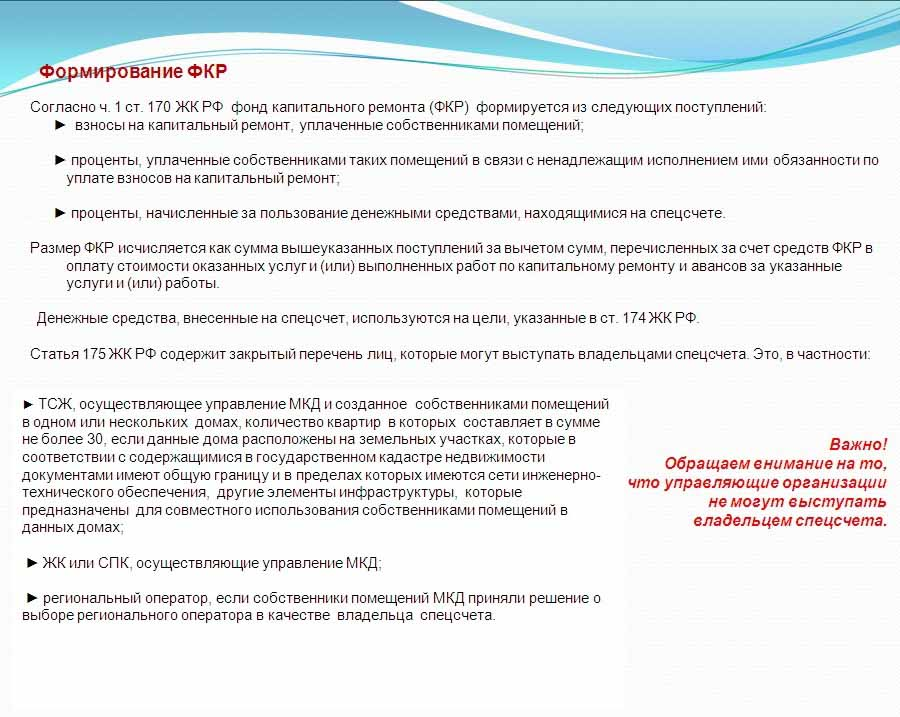 Формирование ФКР
Согласно ч. 1 ст. 170 ЖК РФ фонд капитального ремонта (ФКР) формируется из следующих поступлений:
► взносы на капитальный ремонт, уплаченные собственниками помещений;
► проценты, уплаченные собственниками таких помещений в связи с ненадлежащим исполнением ими обязанности по
уплате взносов на капитальный ремонт;
► проценты, начисленные за пользование денежными средствами, находящимися на спецсчете.
Размер ФКР исчисляется как сумма вышеуказанных поступлений за вычетом сумм, перечисленных за счет средств ФКР в
оплату стоимости оказанных услуг и (или) выполненных работ по капитальному ремонту и авансов за указанные
услуги и (или) работы.
Денежные средства, внесенные на спецсчет, используются на цели, указанные в ст. 174 ЖК РФ.
Статья 175 ЖК РФ содержит закрытый перечень лиц, которые могут выступать владельцами спецсчета. Это, в частности:
► ТСЖ, осуществляющее управление МКД и созданное собственниками помещений
в одном или нескольких домах, количество квартир в которых составляет в сумме
не более 30, если данные дома расположены на земельных участках, которые в
соответствии с содержащимися в государственном кадастре недвижимости
документами имеют общую границу и в пределах которых имеются сети инженерно-
технического обеспечения, другие элементы инфраструктуры, которые
предназначены для совместного использования собственниками помещений в
данных домах;
► ЖК или СПК, осуществляющие управление МКД;
► региональный оператор, если собственники помещений МКД приняли решение о
выборе регионального оператора в качестве владельца спецсчета.
Важно!
Обращаем внимание на то,
что управляющие организации
не могут выступать
владельцем спецсчета.